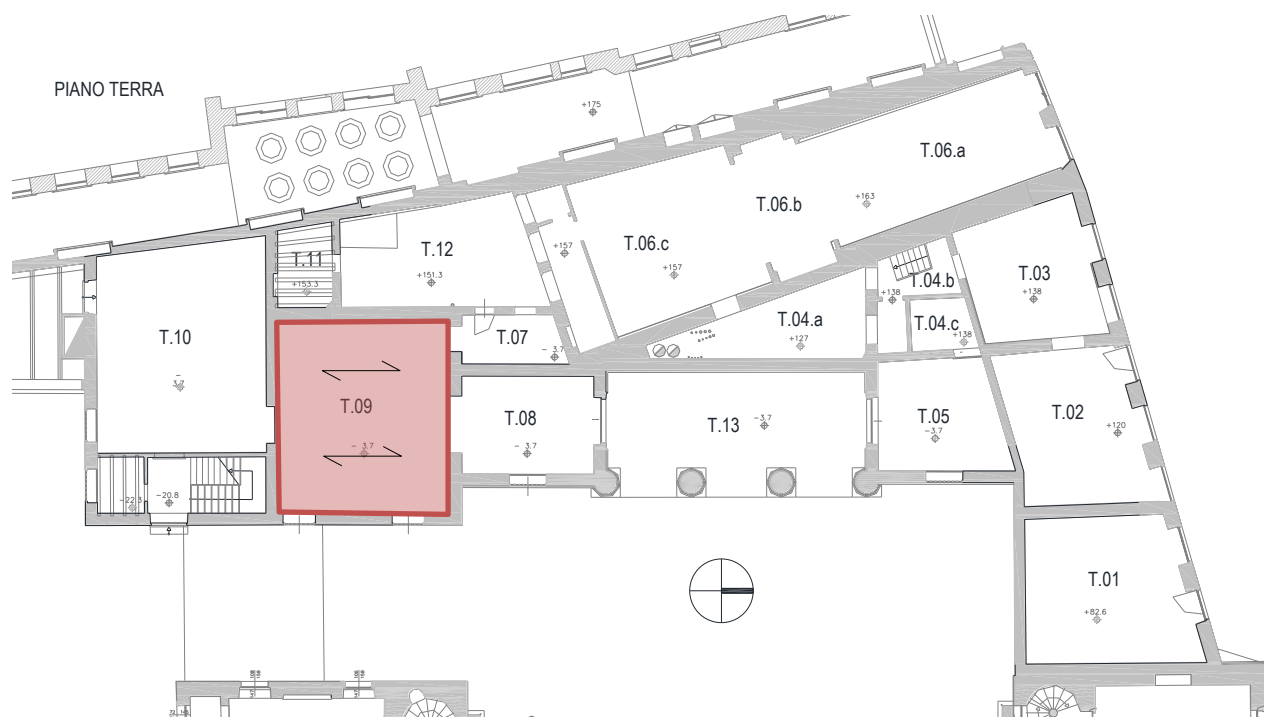 PIANO TERRA
+175
T.06.a
T.06.b
+163
T.06.c
+157
+157
T.12
+151.3
T.11
+153.3
T.04.b
+138
T.03
+138
T.04.c
+138
T.04.a
+127
T.07
- 3.7
T.10
-
3.7
T.09
- 3.7
T.08
- 3.7
T.13
-3.7
T.05
-3.7
T.02
+120
-22.3
-20.8
T.01
+82.6